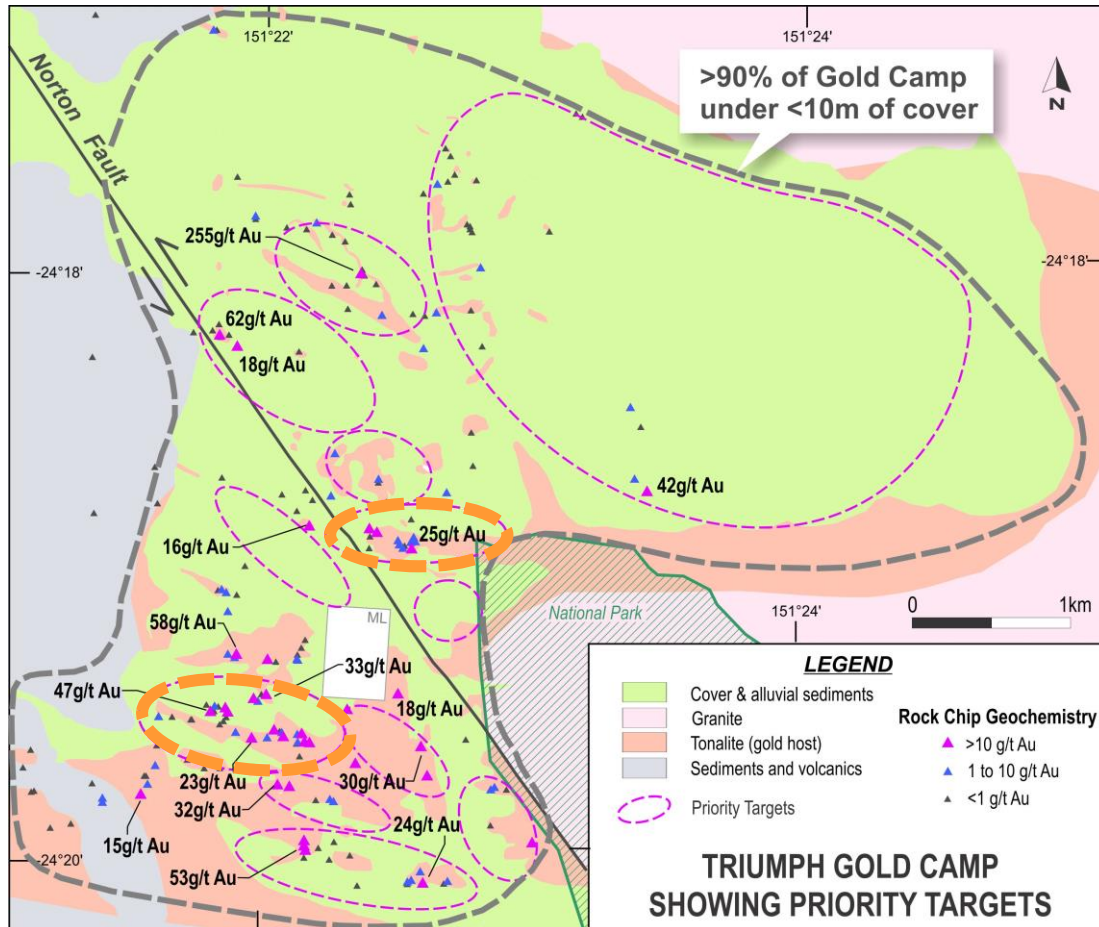 151°22'
151°24'
>90% of Gold Camp
under <10m of cover
N
Norton Fault
255g/t Au
-24°18'
-24°18'
62g/t Au
18g/t Au
42g/t Au
25g/t Au
16g/t Au
National Park
151°24'
0 1km
ML
58g/t Au
33g/t Au
47g/t Au
18g/t Au
23g/t Au
30g/t Au
32g/t Au
15g/t Au
24g/t Au
-24°20'
53g/t Au
LEGEND
Cover & alluvial sediments
Granite
Tonalite (gold host)
Sediments and volcanics
Priority Targets
Rock Chip Geochemistry
>10 g/t Au
1 to 10 g/t Au
<1 g/t Au
TRIUMPH GOLD CAMP
SHOWING PRIORITY TARGETS